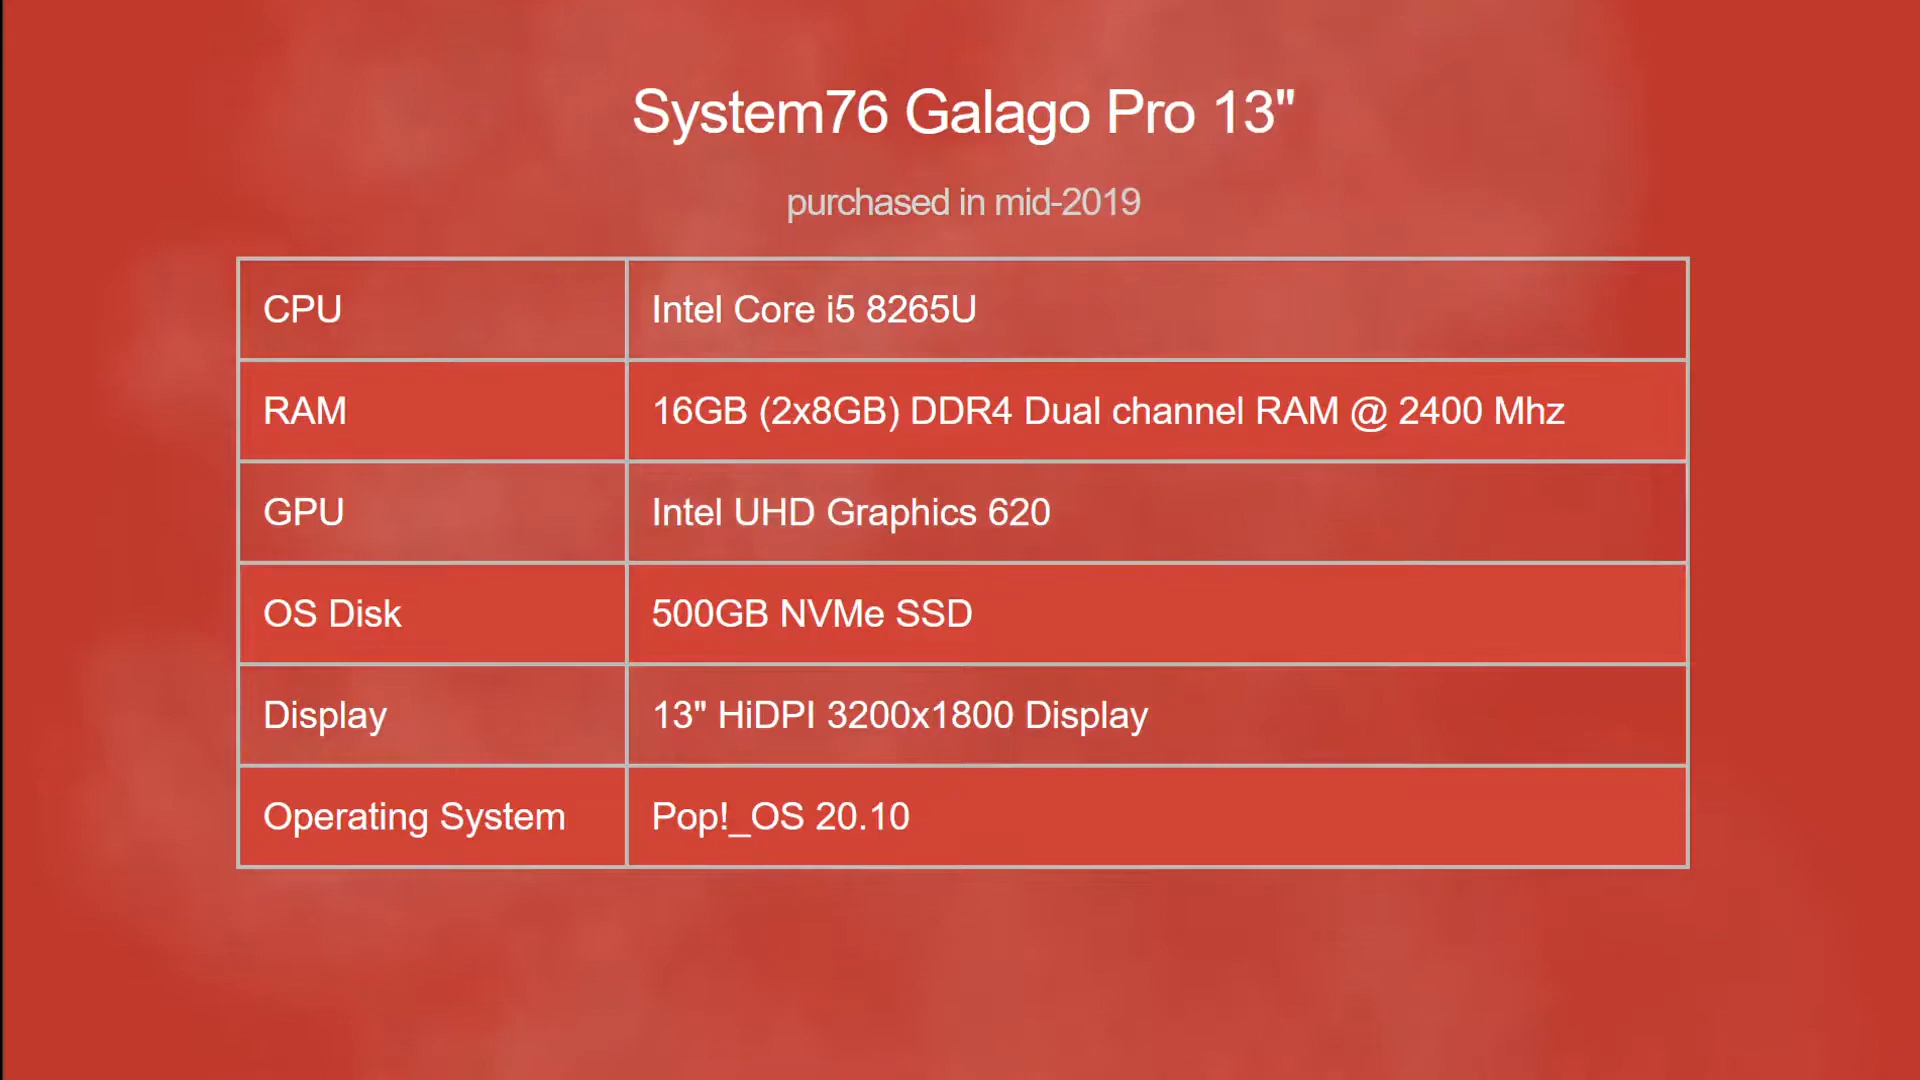 System76 Galago Pro 13"
purchased in mid-2019
CPU Intel Core i5 8265U
RAM 16GB (2x8GB) DDR4 Dual channel RAM @ 2400 Mhz
GPU Intel UHD Graphics 620
OS Disk 500GB NVMe SSD
Display 13" HiDPI 3200x1800 Display
Operating System Pop!_OS 20.10